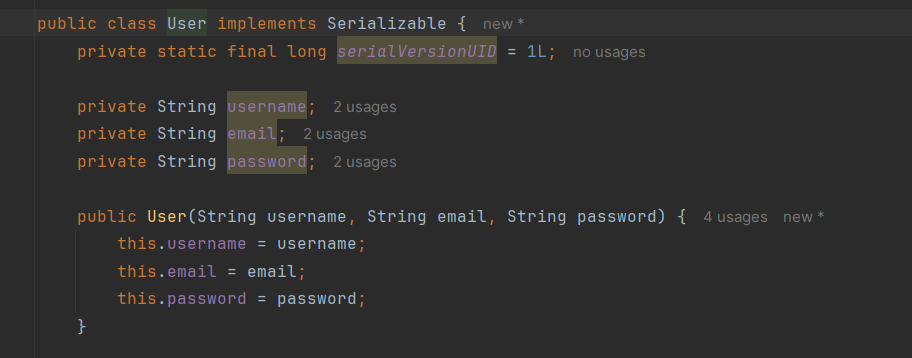 public class User implements Serializable {  new *
    private static final long serialVersionUID = 1L;  no usages
    private String username;  2 usages
    private String email;  2 usages
    private String password;  2 usages
    public User(String username, String email, String password) {  4 usages  new *
        this.username = username;
        this.email = email;
        this.password = password;
    }